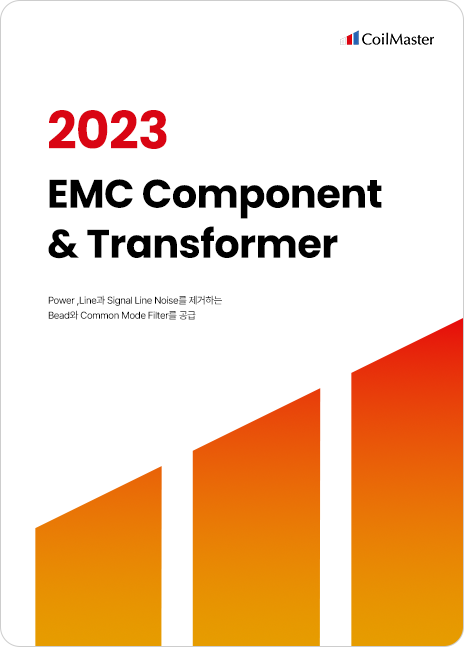 CoilMaster
2023
EMC Component
& Transformer
Power ,Line과 Signal Line Noise를 제거하는
Bead와 Common Mode Filter를 공급